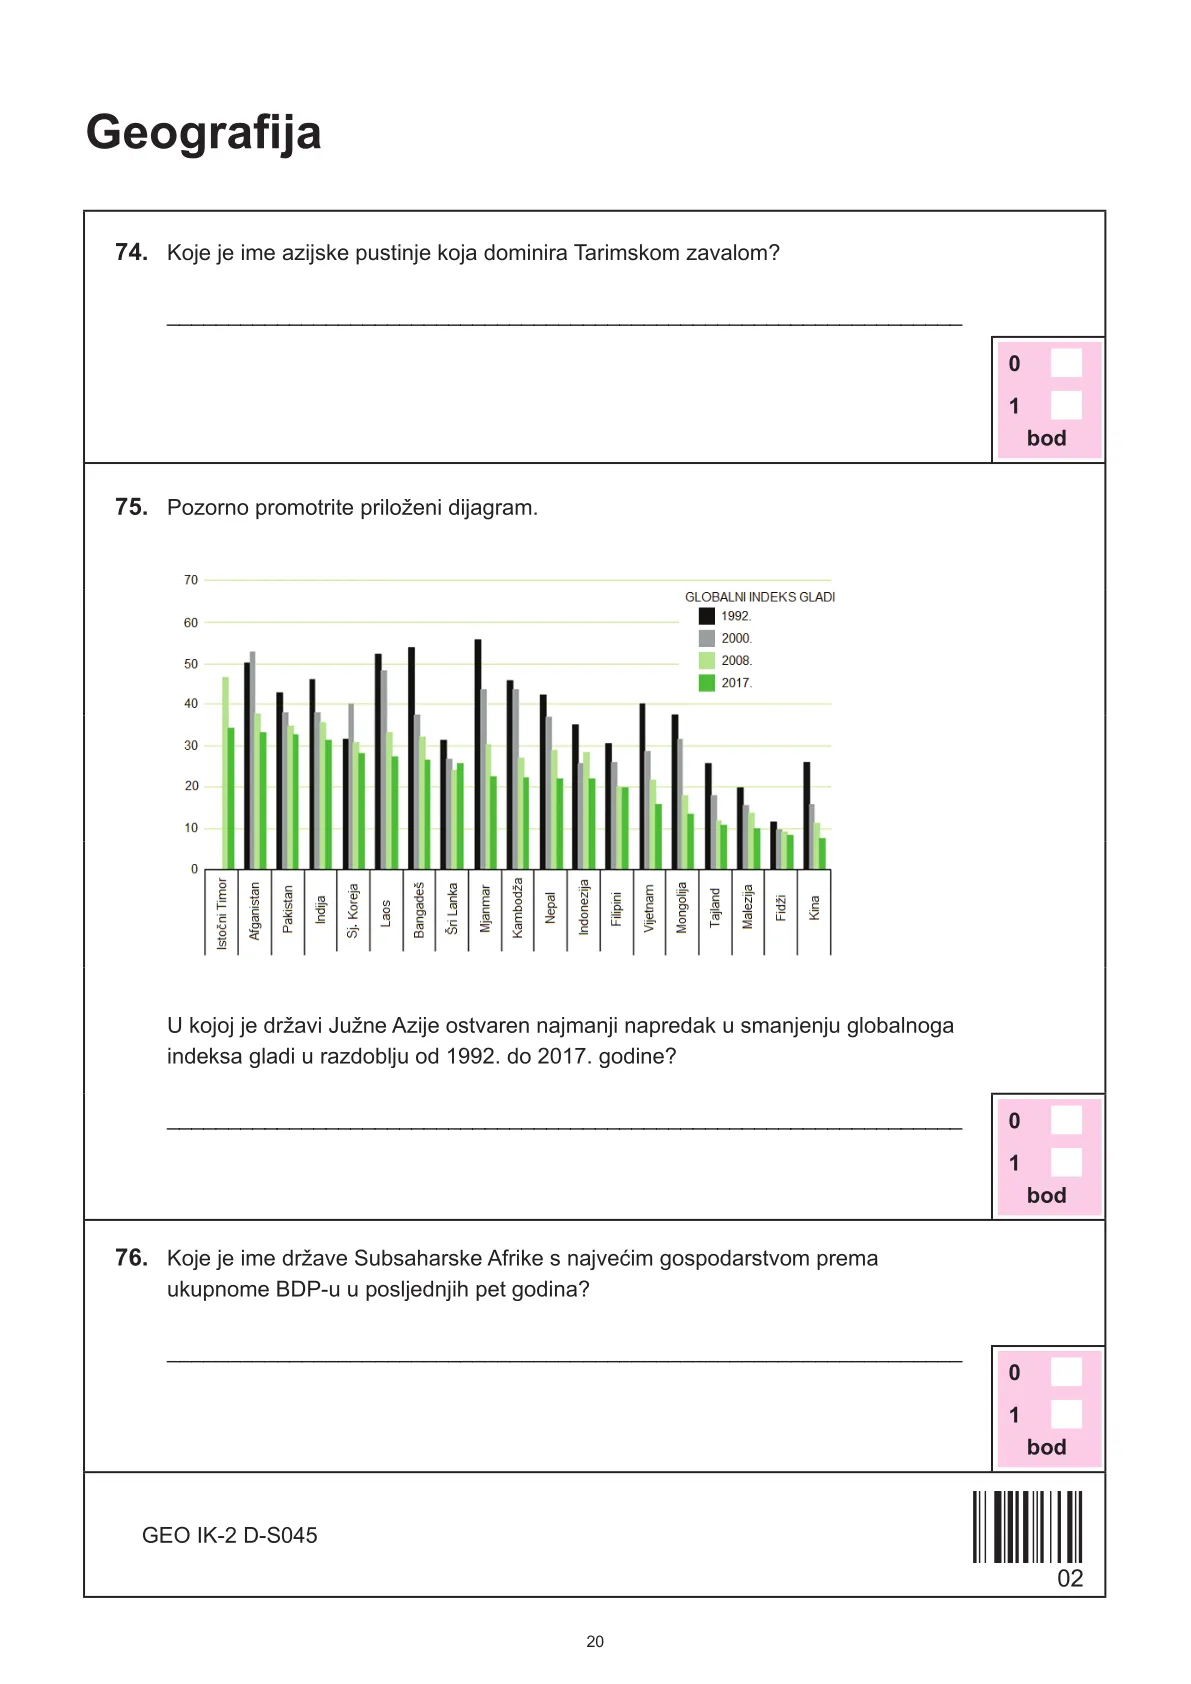 Geografija
74. Koje je ime azijske pustinje koja dominira Tarimskom zavalom?
0
1
bod
75. Pozorno promotrite priloženi dijagram.
70
60
50
40
30
20
10
0
GLOBALNI INDEKS GLADI
1992.
2000.
2008.
2017.
Istočni Timor
Afganistan
Pakistan
Indija
Sj. Koreja
Laos
Bangadeš
Šri Lanka
Mjanmar
Kambodža
Nepal
Indonezija
Filipini
Vijetnam
Mongolija
Tajland
Malezija
Fidži
Kina
U kojoj je državi Južne Azije ostvaren najmanji napredak u smanjenju globalnoga
indeksa gladi u razdoblju od 1992. do 2017. godine?
0
1
bod
76. Koje je ime države Subsaharske Afrike s najvećim gospodarstvom prema
ukupnome BDP-u u posljednjih pet godina?
0
1
bod
GEO IK-2 D-S045
02
20